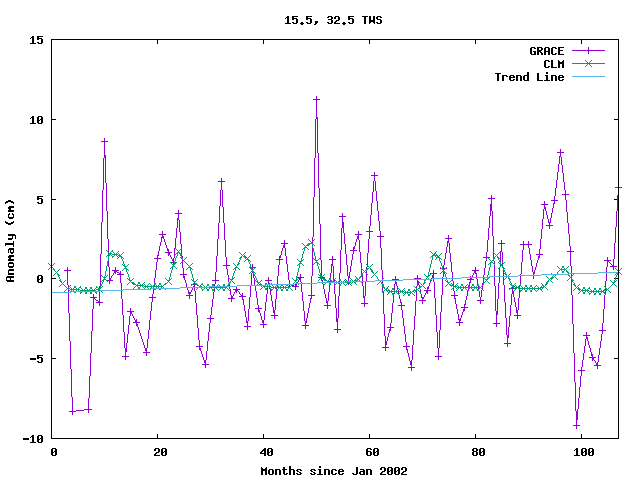 15.5, 32.5 TWS
15
GRACE
CLM
Trend Line
10
5
Anomaly (cm)
0
-5
-10
0 20 40 60 80 100
Months since Jan 2002